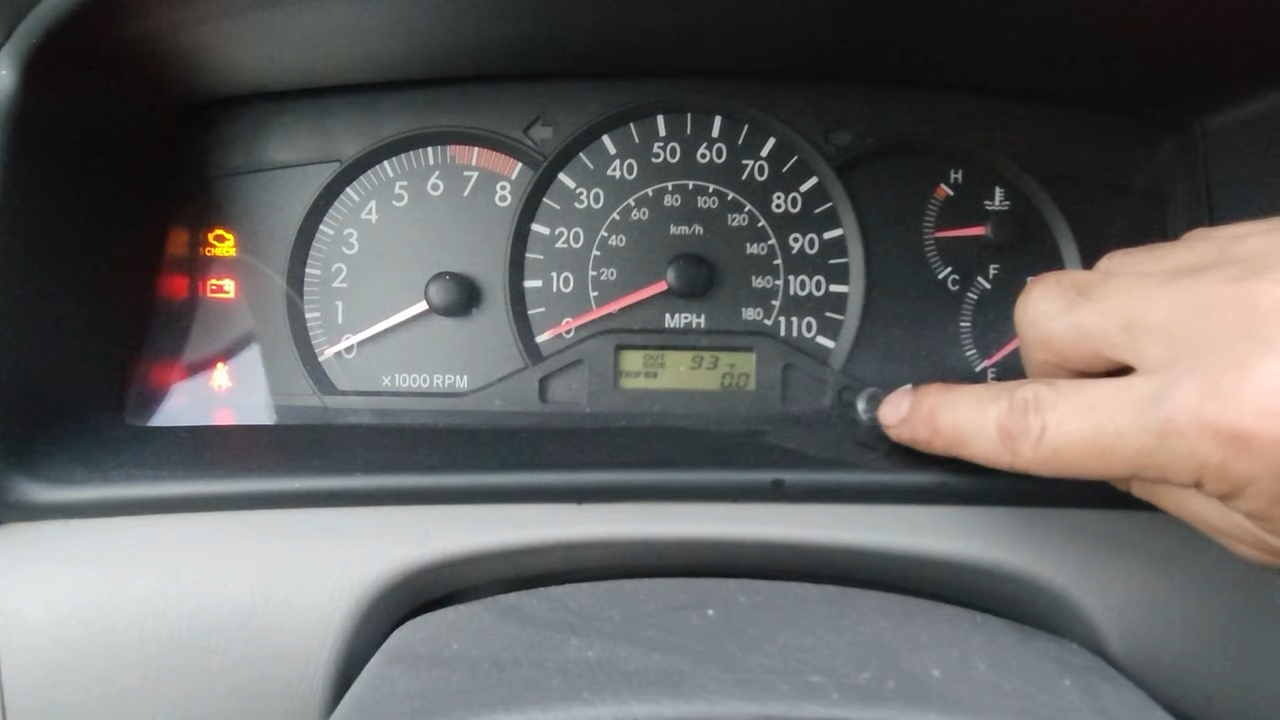 CHECK
0 1 2 3 4 5 6 7 8
x1000 RPM
0 10 20 30 40 50 60 70 80 90 100 110
20 40 60 80 100 120 140 160 180
km/h
MPH
OUT 93
SIDE
TRIP 0.0
H
C
F
E